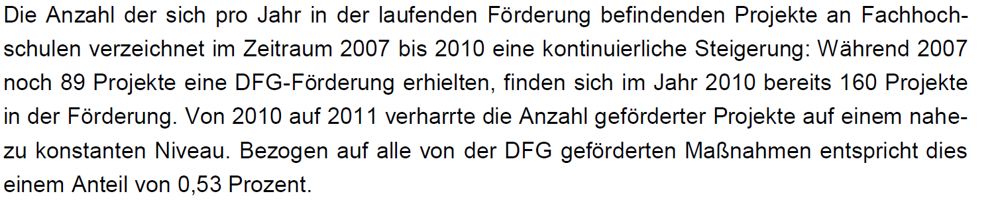 Die Anzahl der sich pro Jahr in der laufenden Förderung befindenden Projekte an Fachhoch-
schulen verzeichnet im Zeitraum 2007 bis 2010 eine kontinuierliche Steigerung: Während 2007
noch 89 Projekte eine DFG-Förderung erhielten, finden sich im Jahr 2010 bereits 160 Projekte
in der Förderung. Von 2010 auf 2011 verharrte die Anzahl geförderter Projekte auf einem nahe-
zu konstanten Niveau. Bezogen auf alle von der DFG geförderten Maßnahmen entspricht dies
einem Anteil von 0,53 Prozent.